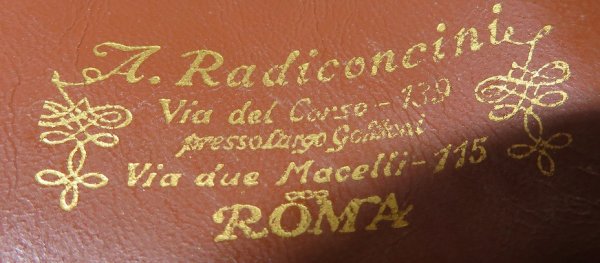 A. Radiconcini
Via del Corso - 139
presso Largo Goldoni
Via due Macelli - 115
ROMA